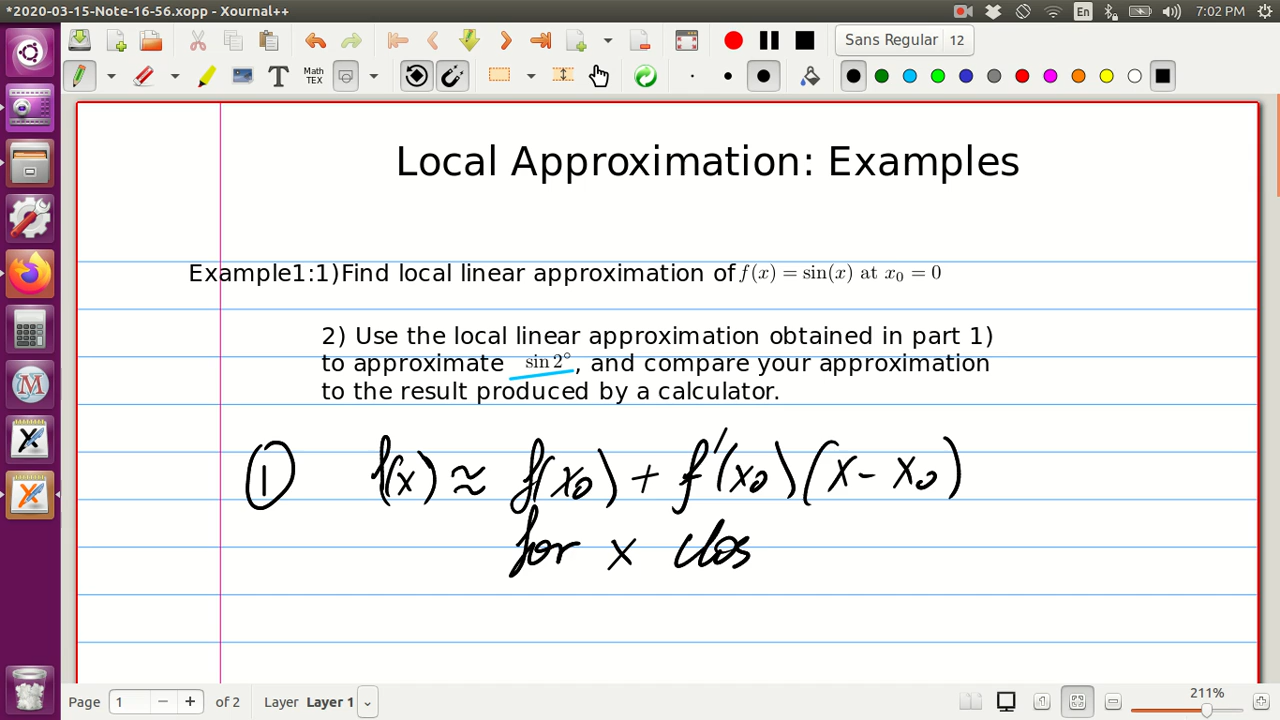 *2020-03-15-Note-16-56.xopp - Xournal++
En
7:02 PM
Math TEX
Sans Regular 12
Local Approximation: Examples
Example1:1)Find local linear approximation of f(x) = sin(x) at x₀ = 0
2) Use the local linear approximation obtained in part 1)
to approximate sin 2°, and compare your approximation
to the result produced by a calculator.
① f(x) ≈ f(x₀) + f'(x₀)(x - x₀)
for x clos
Page 1 of 2 Layer Layer 1
211%